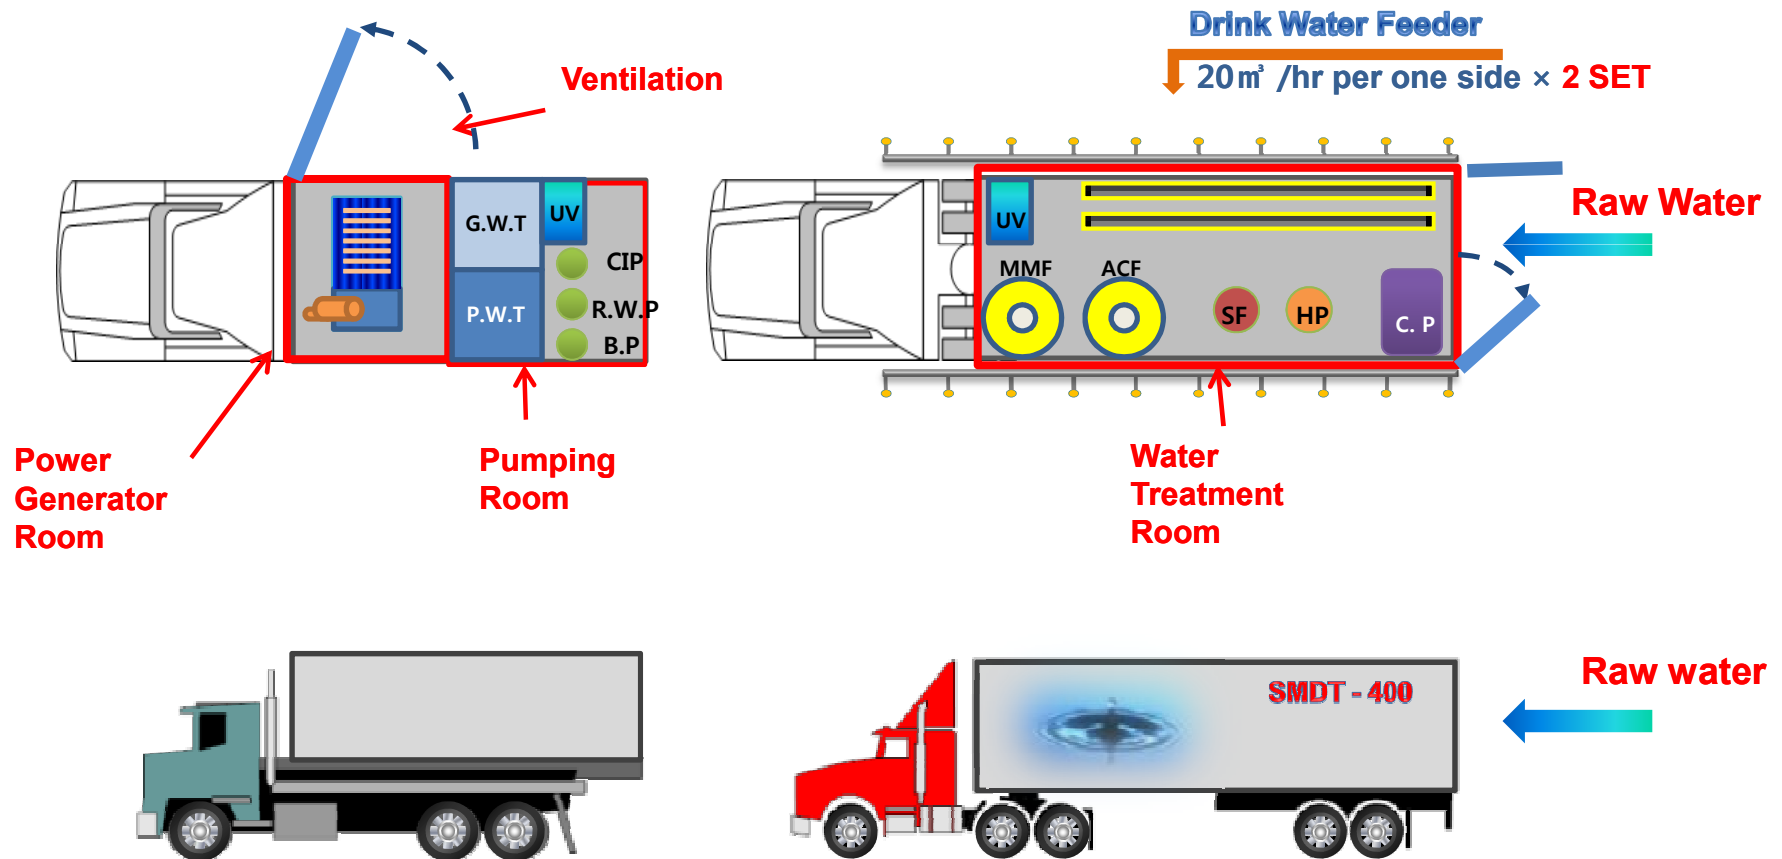 Drink Water Feeder
20㎥ /hr per one side × 2 SET
Ventilation
Raw Water
G.W.T
UV
CIP
P.W.T
R.W.P
B.P
UV
MMF
ACF
SF
HP
C. P
Power
Generator
Room
Pumping
Room
Water
Treatment
Room
SMDT - 400
Raw water